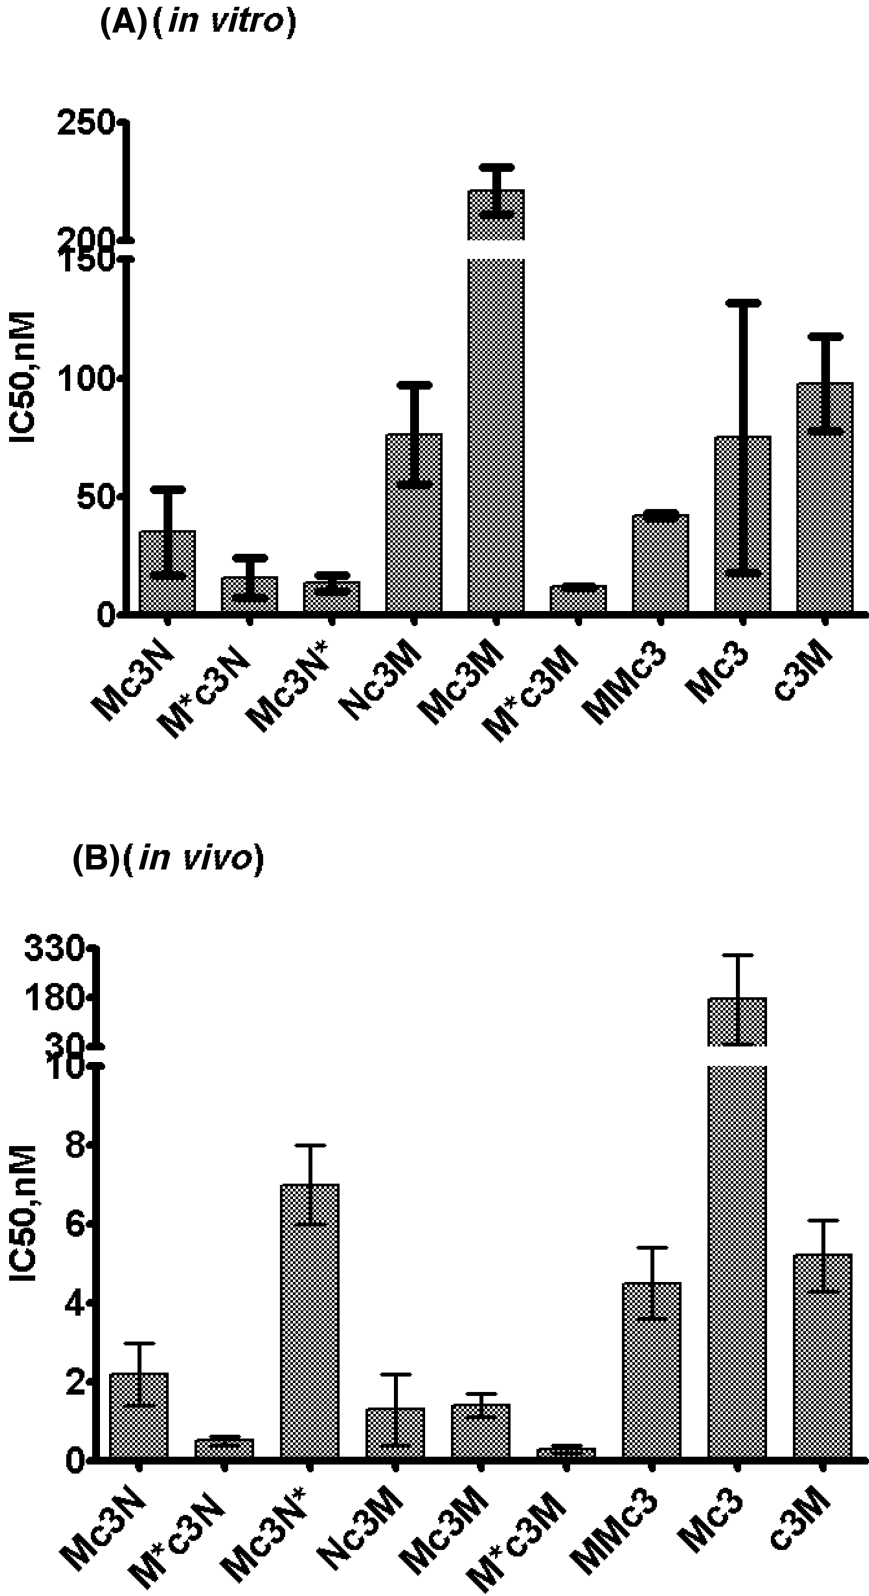 (A)(in vitro)
250
200
150
100
50
0
IC50,nM
Mc3N
M*c3N
Mc3N*
Nc3M
Mc3M
M*c3M
MMc3
Mc3
c3M
(B)(in vivo)
330
180
30
10
8
6
4
2
0
IC50,nM
Mc3N
M*c3N
Mc3N*
Nc3M
Mc3M
M*c3M
MMc3
Mc3
c3M